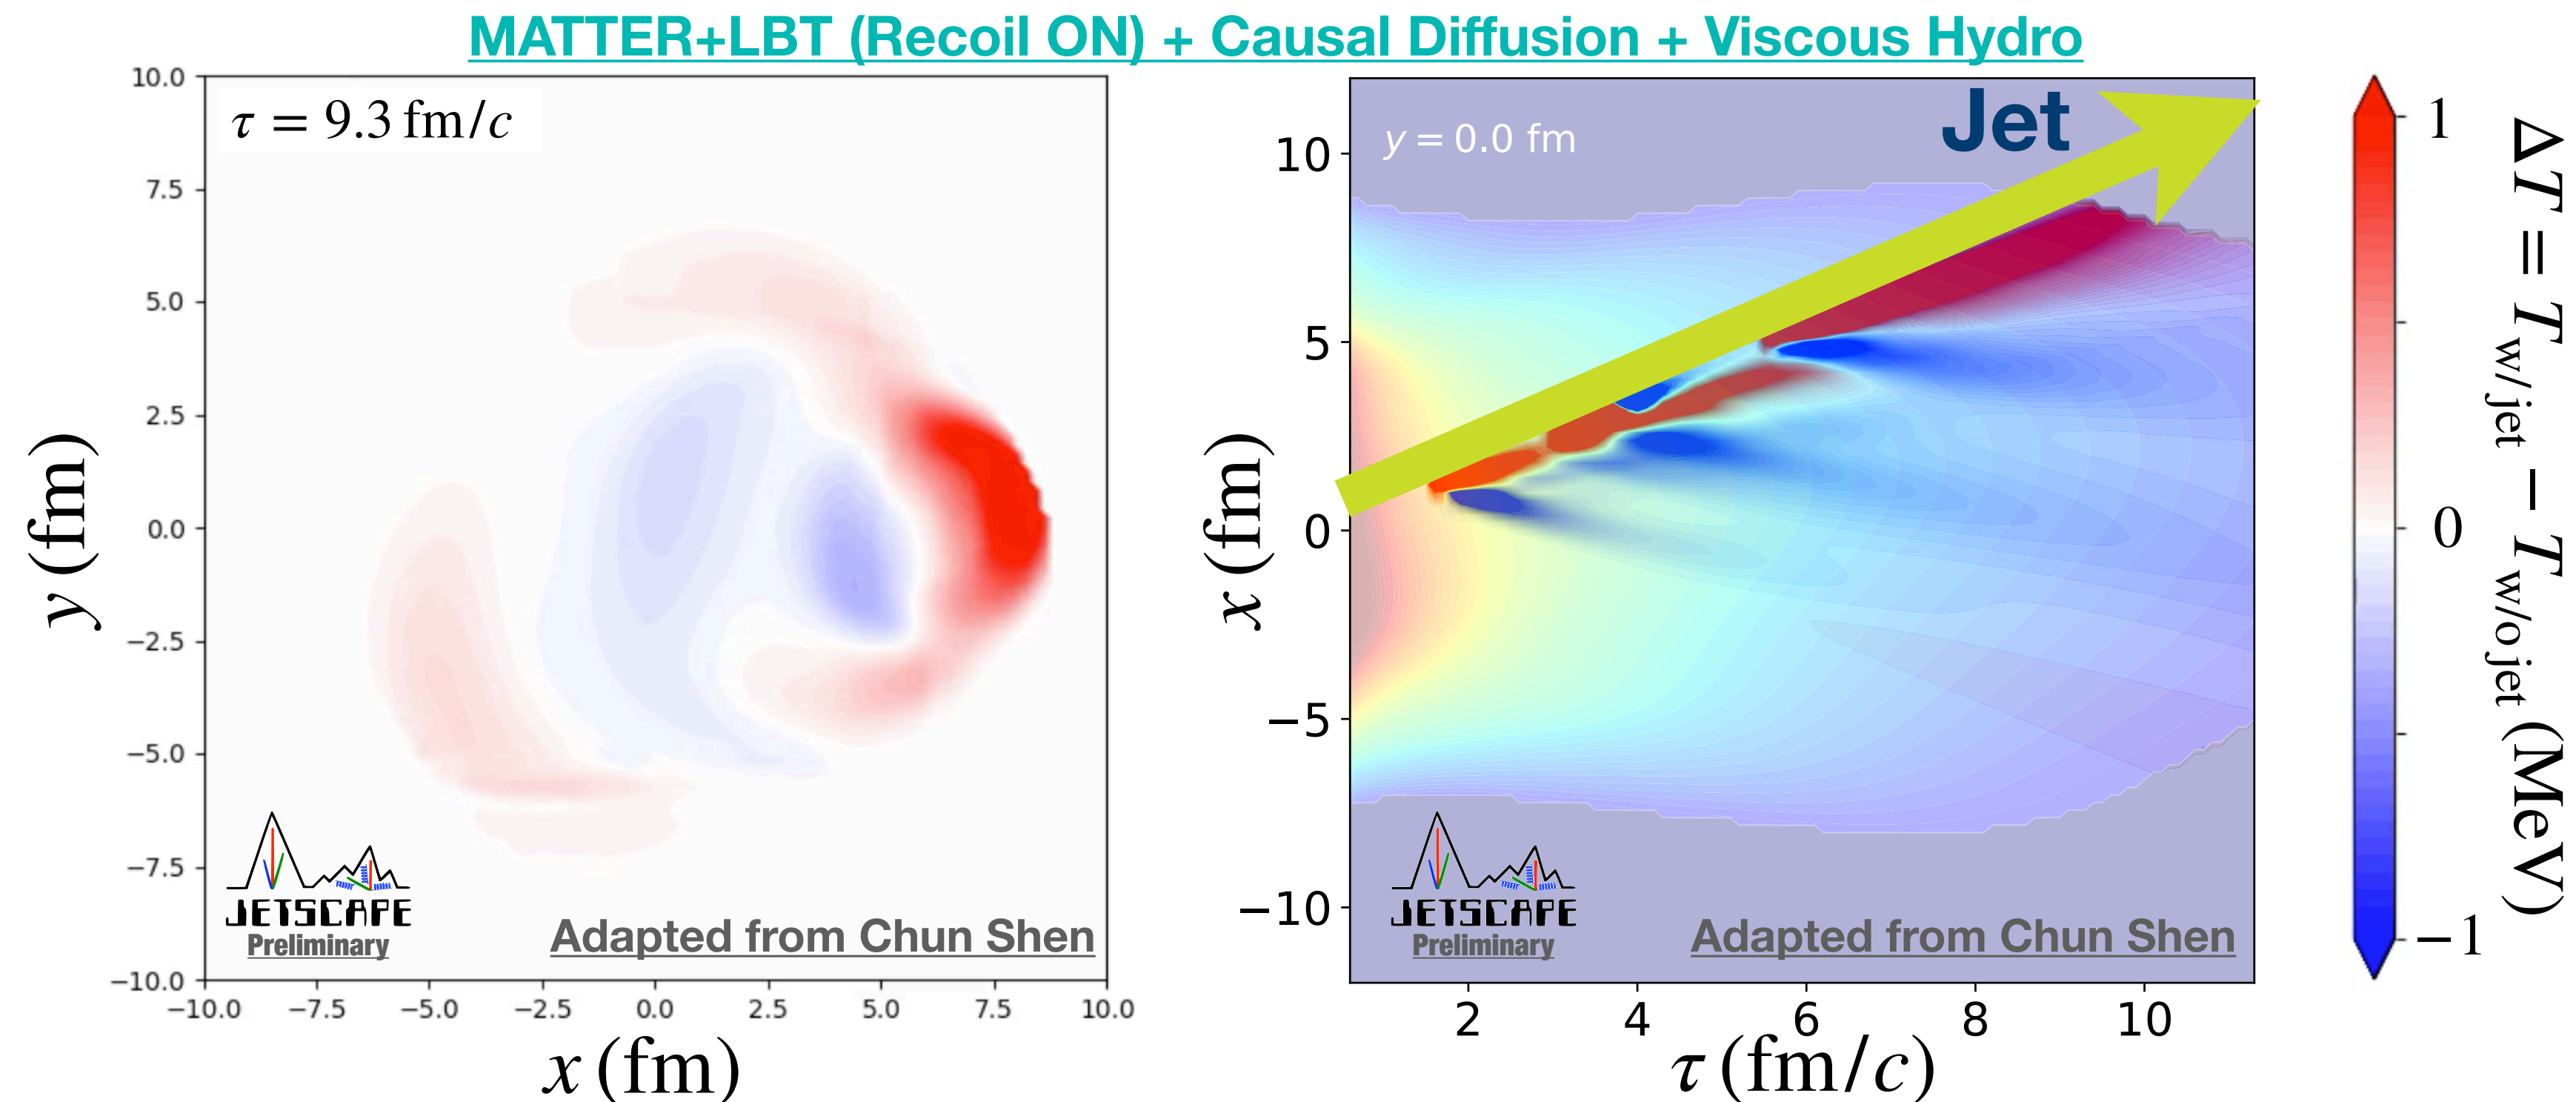 MATTER+LBT (Recoil ON) + Causal Diffusion + Viscous Hydro
10.0
7.5
5.0
2.5
0.0
−2.5
−5.0
−7.5
−10.0
y (fm)
τ = 9.3 fm/c
JETSCAPE
Preliminary
Adapted from Chun Shen
−10.0 −7.5 −5.0 −2.5 0.0 2.5 5.0 7.5 10.0
x (fm)
10
5
0
−5
−10
x (fm)
y = 0.0 fm
Jet
JETSCAPE
Preliminary
Adapted from Chun Shen
2 4 6 8 10
τ (fm/c)
1
0
−1
ΔT = T w/ jet − T w/o jet (MeV)